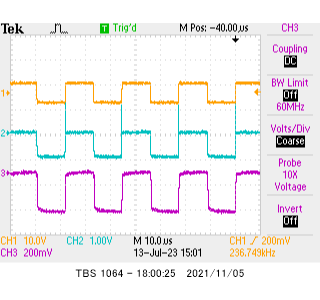 Tek Trig'd M Pos: -40.00us CH3
Coupling
DC
BW Limit
Off
60MHz
Volts/Div
Coarse
Probe
10X
Voltage
Invert
Off
1
2
3
CH1 10.0V CH2 1.00V M 10.0us CH1 / 200mV
CH3 200mV 13-Jul-23 15:01 236.749kHz
TBS 1064 - 18:00:25 2021/11/05